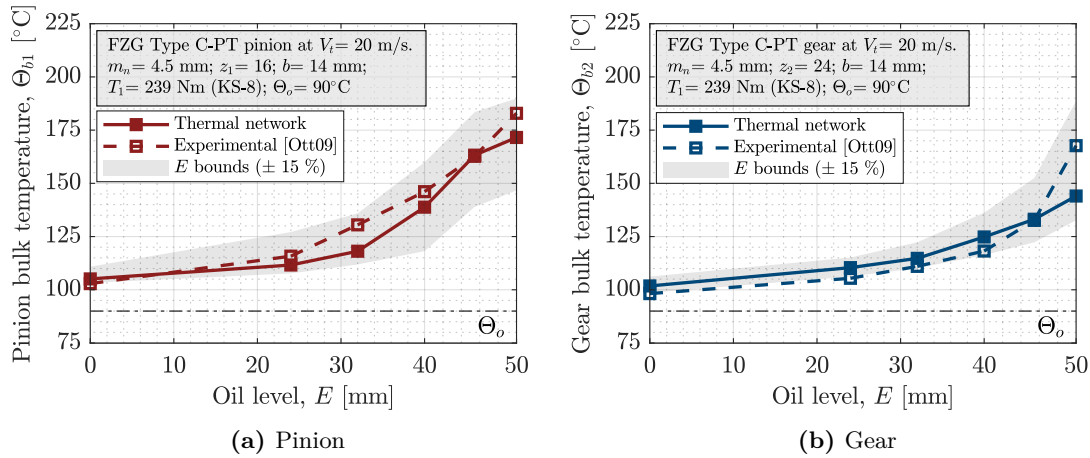 Pinion bulk temperature, Θb1 [°C]
225
200
175
150
125
100
75
FZG Type C-PT pinion at Vt= 20 m/s.
mn= 4.5 mm; z1= 16; b= 14 mm;
T1= 239 Nm (KS-8); Θo= 90°C
Thermal network
Experimental [Ott09]
E bounds (± 15 %)
Θo
0 10 20 30 40 50
Oil level, E [mm]
(a) Pinion
Gear bulk temperature, Θb2 [°C]
225
200
175
150
125
100
75
FZG Type C-PT gear at Vt= 20 m/s.
mn= 4.5 mm; z2= 24; b= 14 mm;
T1= 239 Nm (KS-8); Θo= 90°C
Thermal network
Experimental [Ott09]
E bounds (± 15 %)
Θo
0 10 20 30 40 50
Oil level, E [mm]
(b) Gear